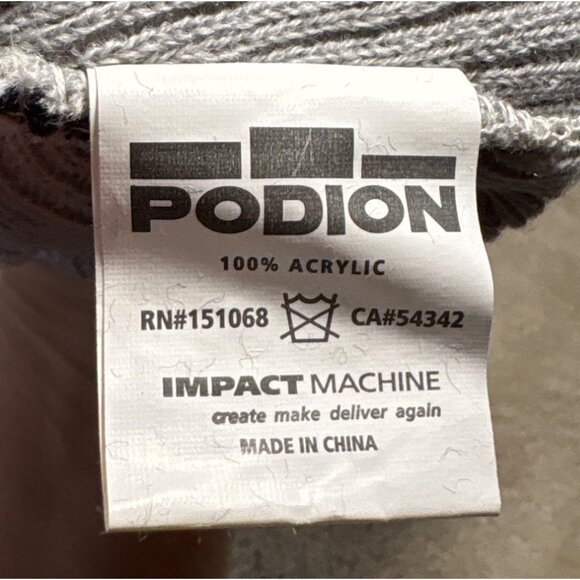 PODION
100% ACRYLIC
RN#151068 CA#54342
IMPACT MACHINE
create make deliver again
MADE IN CHINA